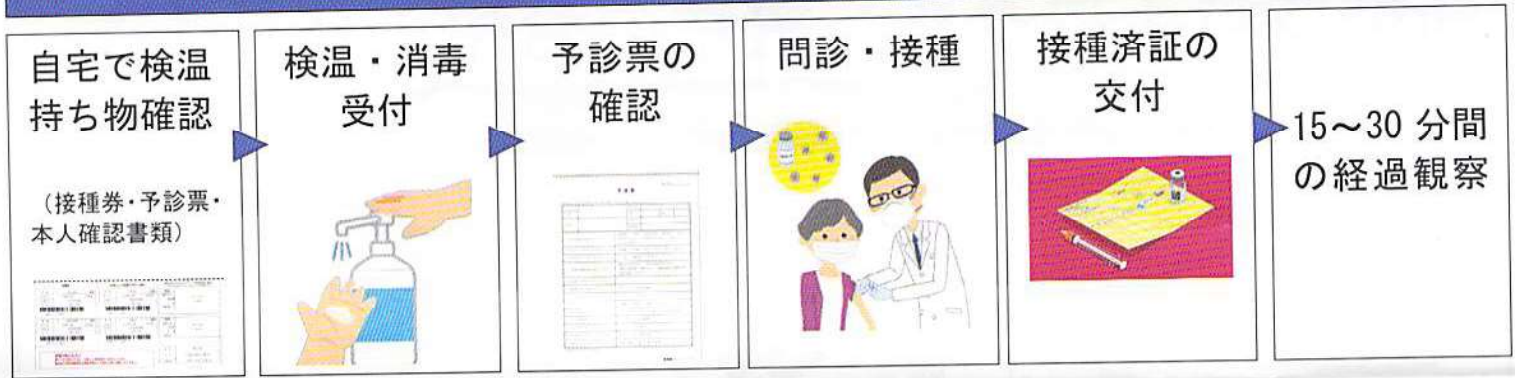 自宅で検温
持ち物確認
(接種券・予診票・
本人確認書類)
検温・消毒
受付
予診票の
確認
問診・接種
接種済証の
交付
15～30 分間
の経過観察